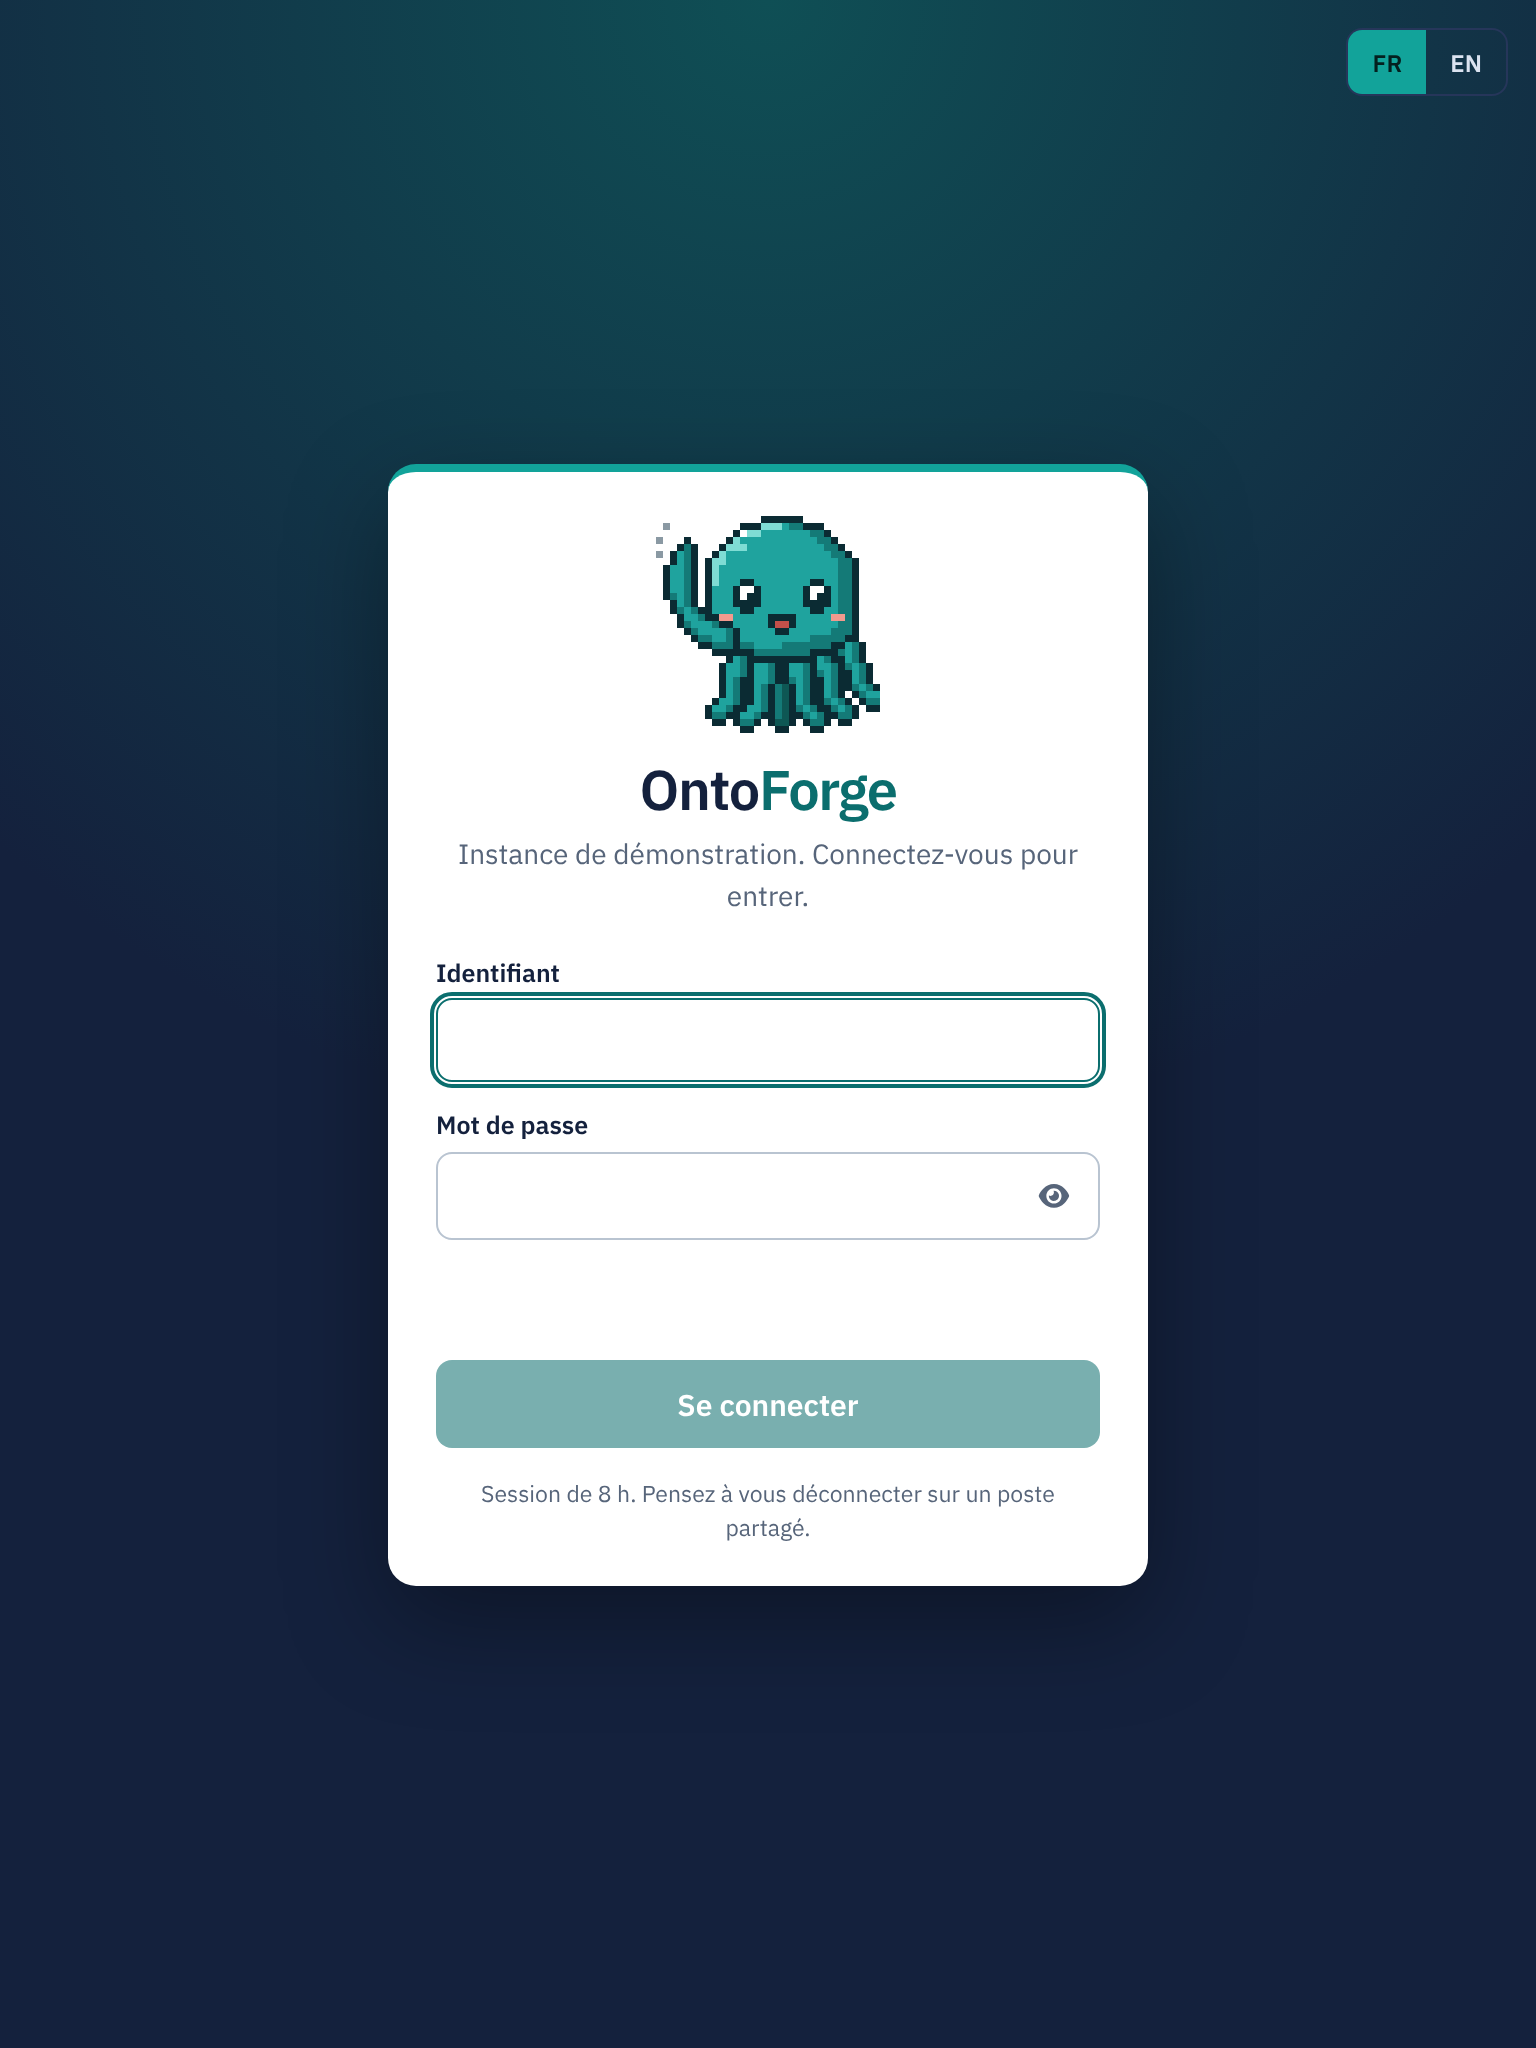 FR EN
OntoForge
Instance de démonstration. Connectez-vous pour
entrer.
Identifiant
Mot de passe
Se connecter
Session de 8 h. Pensez à vous déconnecter sur un poste
partagé.